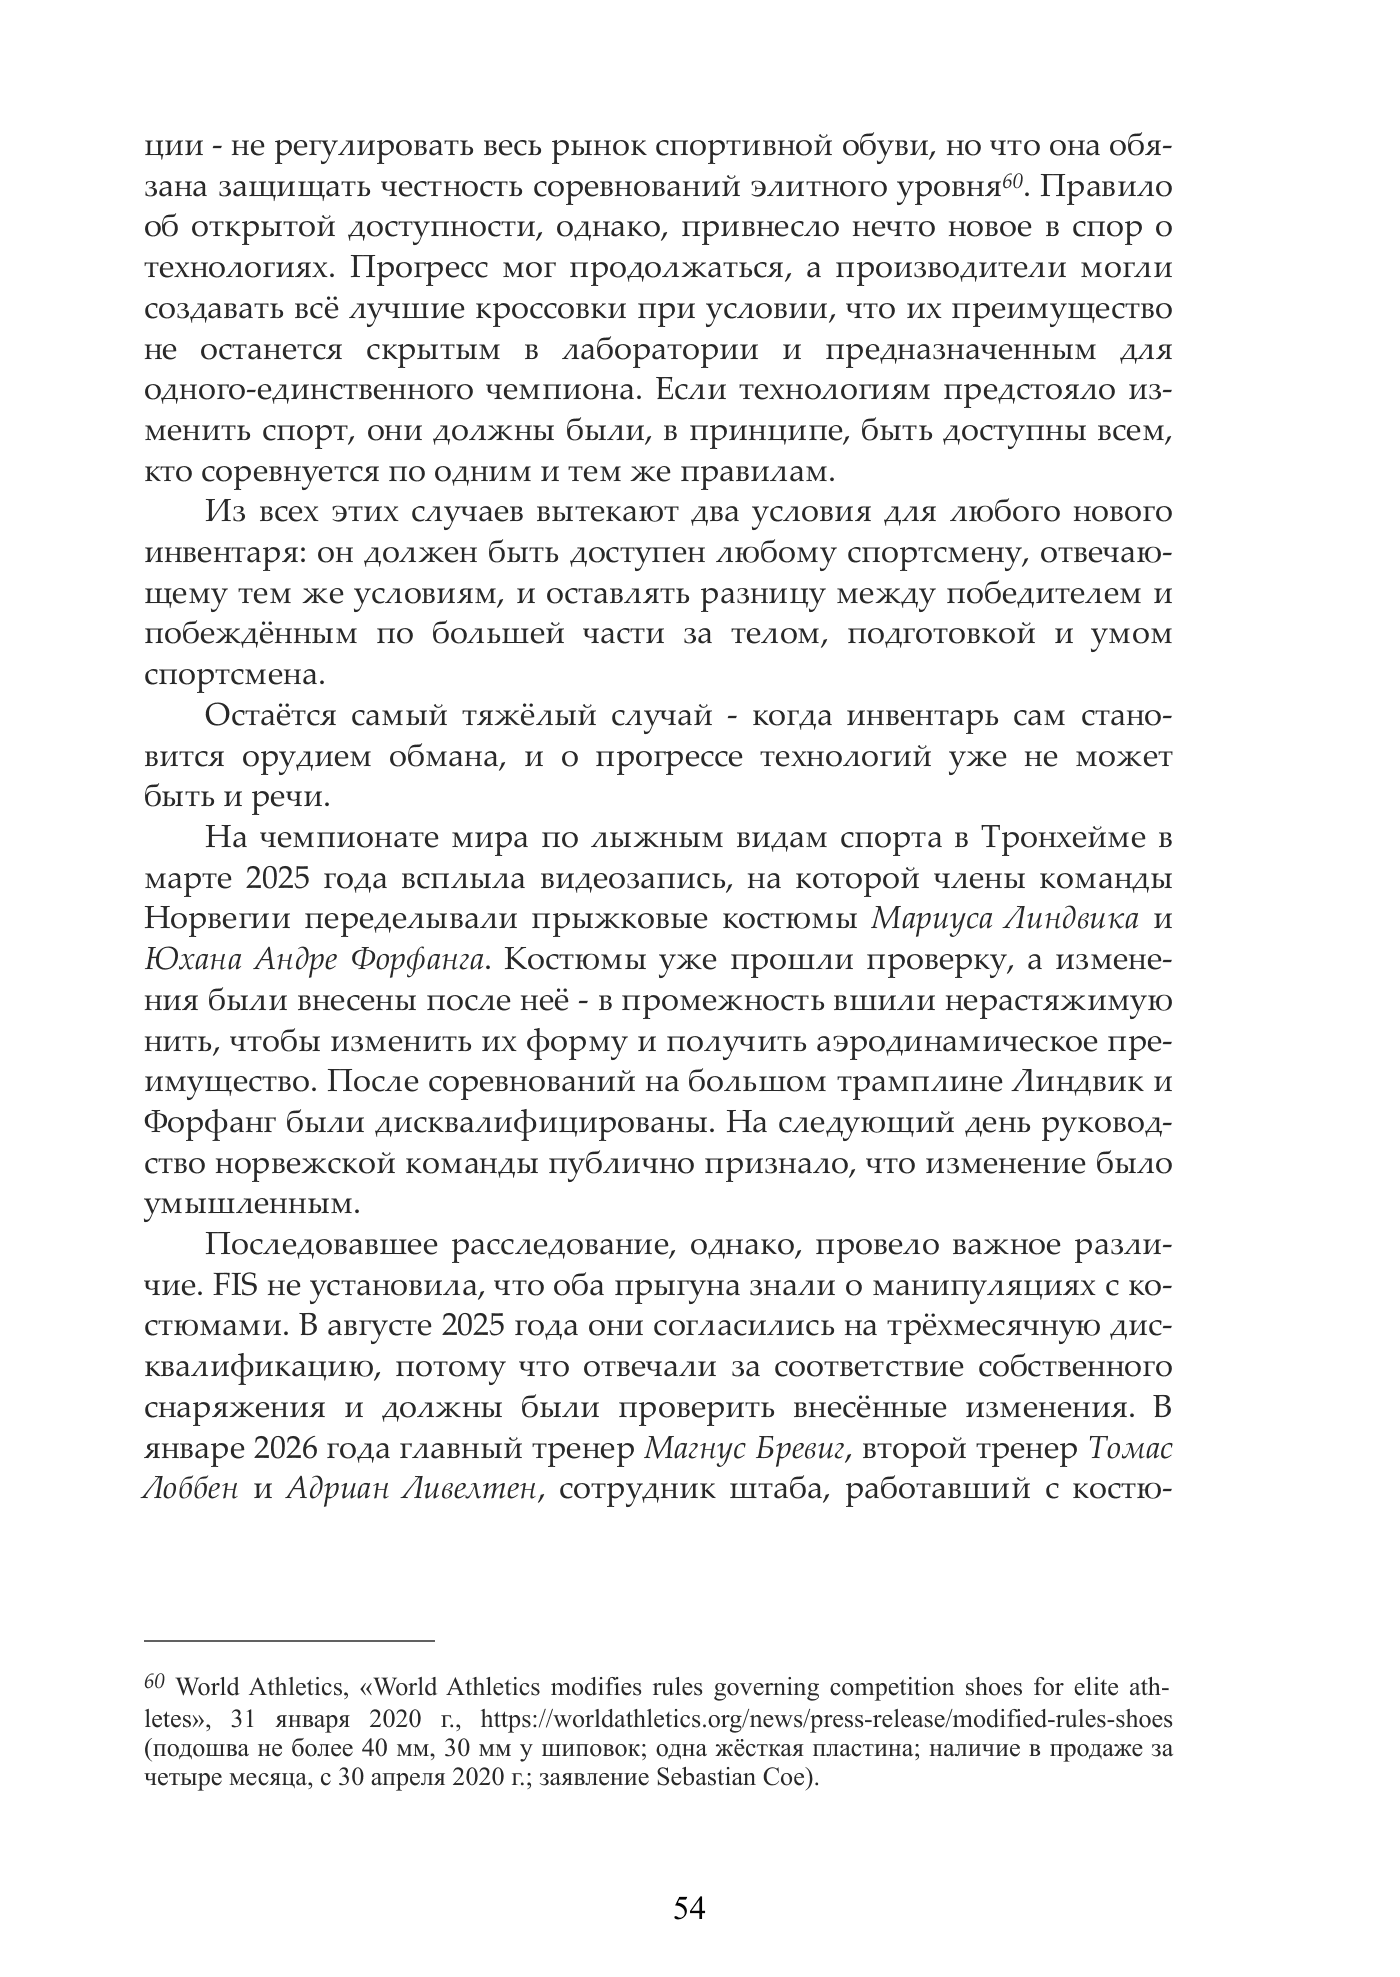 ции - не регулировать весь рынок спортивной обуви, но что она обя-
зана защищать честность соревнований элитного уровня60. Правило
об открытой доступности, однако, привнесло нечто новое в спор о
технологиях. Прогресс мог продолжаться, а производители могли
создавать всё лучшие кроссовки при условии, что их преимущество
не останется скрытым в лаборатории и предназначенным для
одного-единственного чемпиона. Если технологиям предстояло из-
менить спорт, они должны были, в принципе, быть доступны всем,
кто соревнуется по одним и тем же правилам.
Из всех этих случаев вытекают два условия для любого нового
инвентаря: он должен быть доступен любому спортсмену, отвечаю-
щему тем же условиям, и оставлять разницу между победителем и
побеждённым по большей части за телом, подготовкой и умом
спортсмена.
Остаётся самый тяжёлый случай - когда инвентарь сам стано-
вится орудием обмана, и о прогрессе технологий уже не может
быть и речи.
На чемпионате мира по лыжным видам спорта в Тронхейме в
марте 2025 года всплыла видеозапись, на которой члены команды
Норвегии переделывали прыжковые костюмы Мариуса Линдвика и
Юхана Андре Форфанга. Костюмы уже прошли проверку, а измене-
ния были внесены после неё - в промежность вшили нерастяжимую
нить, чтобы изменить их форму и получить аэродинамическое пре-
имущество. После соревнований на большом трамплине Линдвик и
Форфанг были дисквалифицированы. На следующий день руковод-
ство норвежской команды публично признало, что изменение было
умышленным.
Последовавшее расследование, однако, провело важное разли-
чие. FIS не установила, что оба прыгуна знали о манипуляциях с ко-
стюмами. В августе 2025 года они согласились на трёхмесячную дис-
квалификацию, потому что отвечали за соответствие собственного
снаряжения и должны были проверить внесённые изменения. В
январе 2026 года главный тренер Магнус Бревиг, второй тренер Томас
Лоббен и Адриан Ливелтен, сотрудник штаба, работавший с костю-
60 World Athletics, «World Athletics modifies rules governing competition shoes for elite ath-
letes», 31 января 2020 г., https://worldathletics.org/news/press-release/modified-rules-shoes
(подошва не более 40 мм, 30 мм у шиповок; одна жёсткая пластина; наличие в продаже за
четыре месяца, с 30 апреля 2020 г.; заявление Sebastian Coe).
54